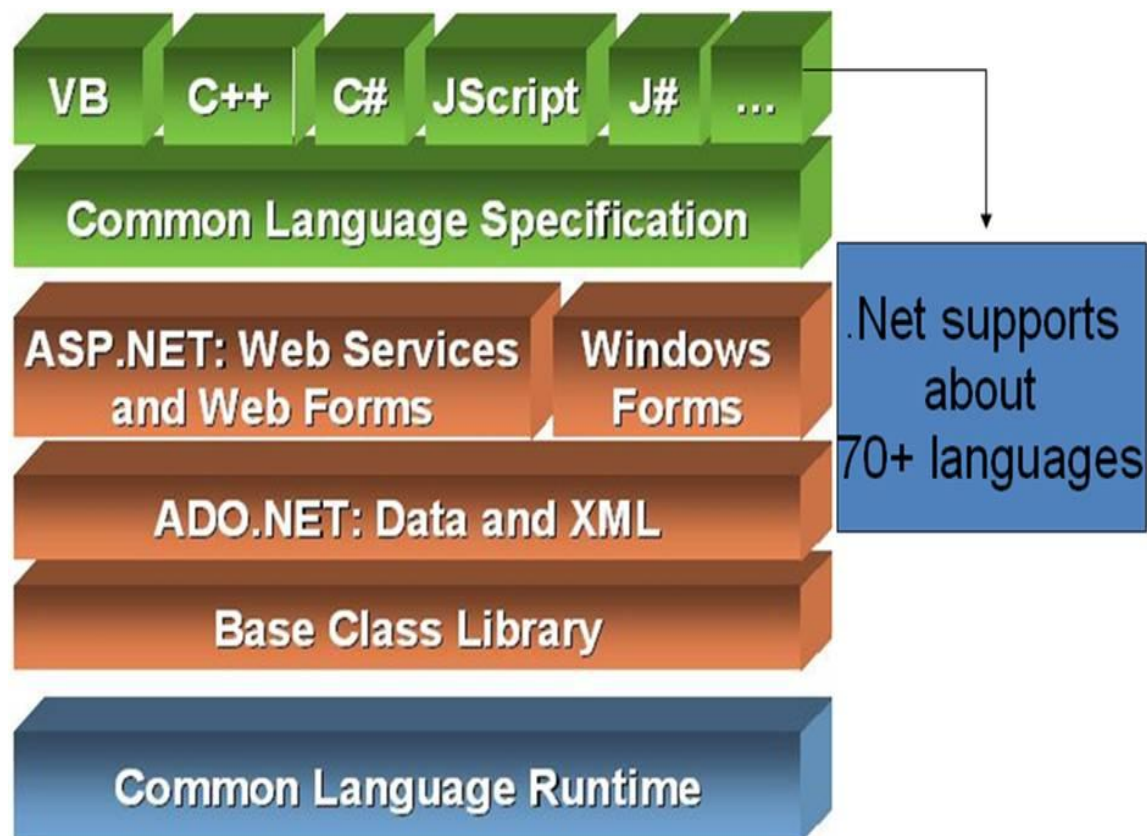 VB C++ C# JScript J# ...
Common Language Specification
ASP.NET: Web Services
and Web Forms
Windows
Forms
ADO.NET: Data and XML
Base Class Library
Common Language Runtime
.Net supports
about
70+ languages